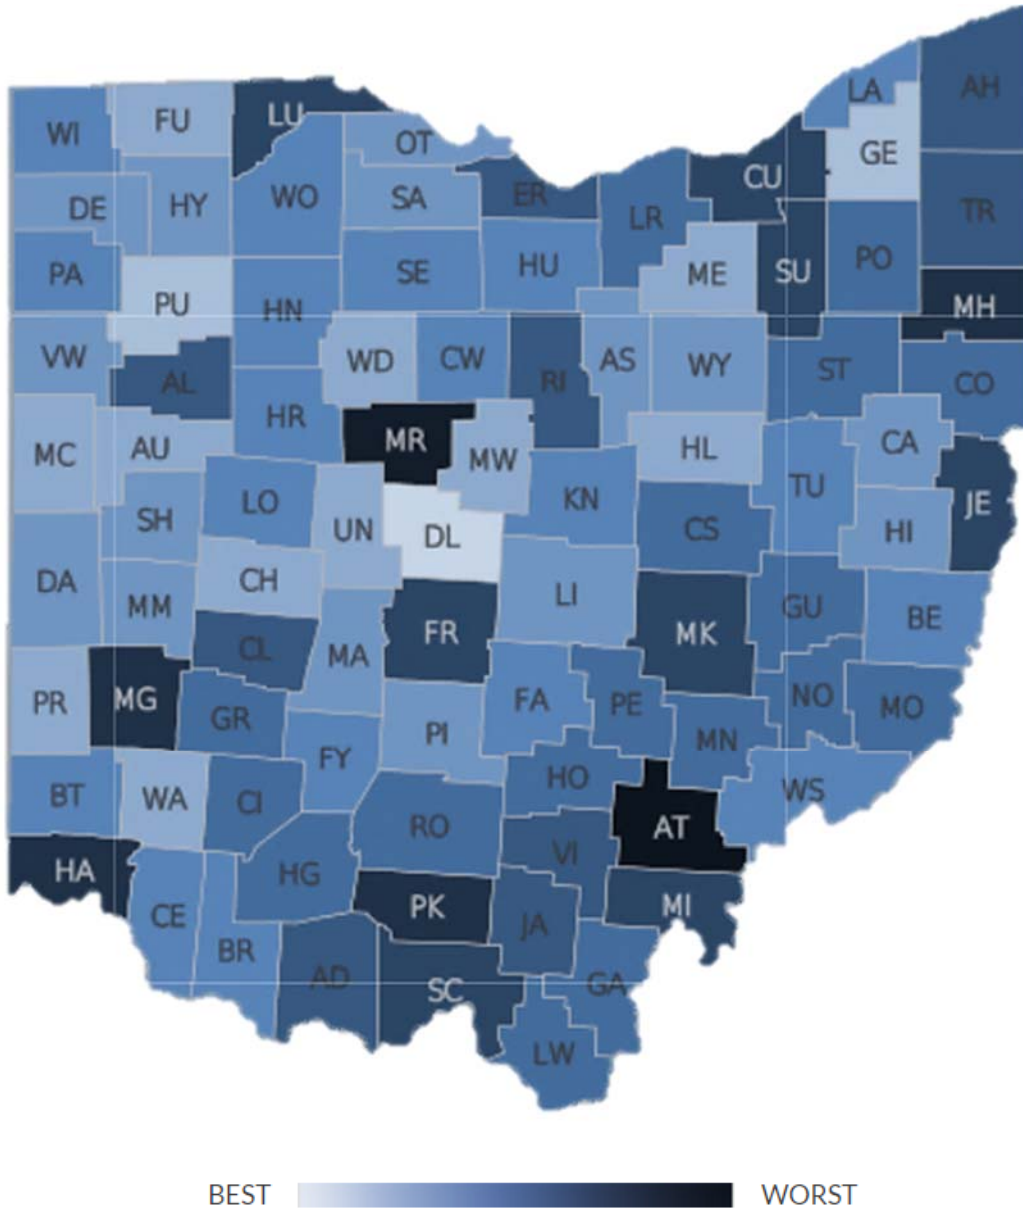 AH
LA
FU
LU
WI
OT
GE
CU
ER
WO
SA
HY
DE
LR
TR
PO
HU
SE
ME
SU
PA
PU
HN
MH
VW
WD
CW
AS
WY
ST
RI
AL
CO
HR
MR
CA
AU
HL
MC
MW
TU
LO
KN
JE
SH
UN
CS
HI
DL
CH
DA
LI
MM
GU
BE
FR
MK
CL
MA
NO
MG
FA
PR
PE
MO
GR
PI
MN
FY
HO
WS
BT
WA
CI
RO
AT
VI
HA
HG
PK
MI
CE
JA
BR
AD
GA
SC
LW
BEST WORST